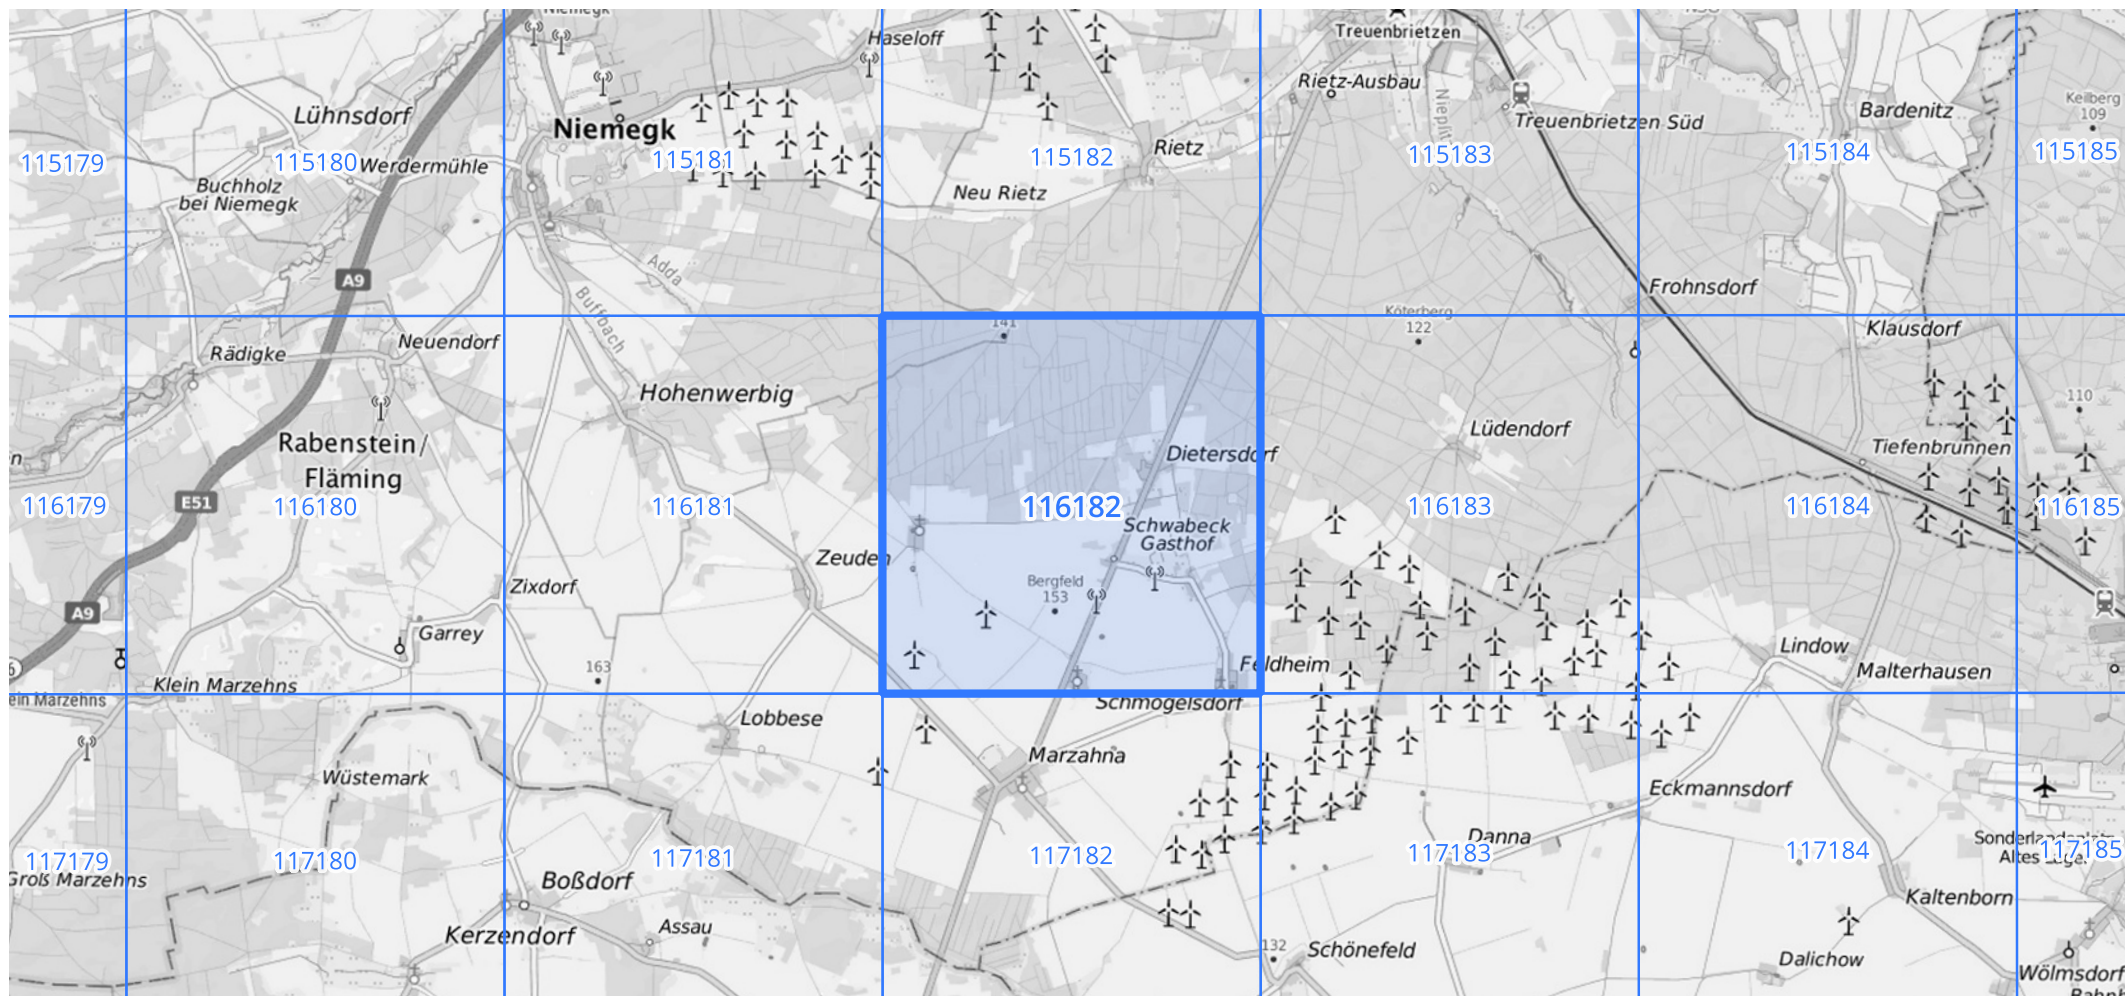 Niemegk
Haseloff
Treuenbrietzen
Rietz-Ausbau
Keilberg
109
Lühnsdorf
Niemegk
Treuenbrietzen Süd
Bardenitz
115179
115180
Werdermühle
115181
115182
Rietz
115183
115184
115185
Nieplitz
Buchholz
bei Niemegk
Neu Rietz
A9
Adda
Buffbach
Frohnsdorf
141
Köterberg
122
Klausdorf
Rädigke
Neuendorf
Hohenwerbig
110
Rabenstein/
Fläming
Dietersdorf
Lüdendorf
Tiefenbrunnen
E51
116179
116180
116181
116182
116183
116184
116185
Schwabeck
Gasthof
Zeuden
Zixdorf
Bergfeld
153
A9
Garrey
163
Feldheim
Lindow
Malterhausen
Klein Marzehns
ein Marzehns
Schmögelsdorf
Lobbese
Marzahna
Wüstemark
Eckmannsdorf
Danna
117179
117180
117181
117182
117183
117184
117185
Groß Marzehns
Boßdorf
Kaltenborn
Assau
Kerzendorf
132
Schönefeld
Dalichow
Wölmsdorf